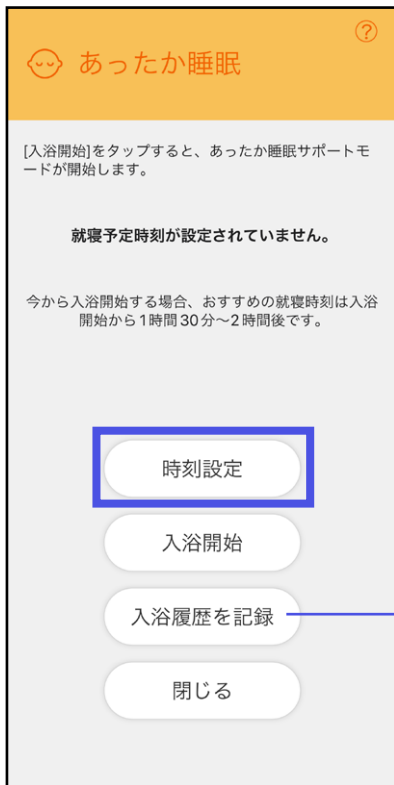 ?
あったか睡眠
[入浴開始]をタップすると、あったか睡眠サポートモ
ードが開始します。
就寝予定時刻が設定されていません。
今から入浴開始する場合、おすすめの就寝時刻は入浴
開始から1時間30分～2時間後です。
時刻設定
入浴開始
入浴履歴を記録
閉じる